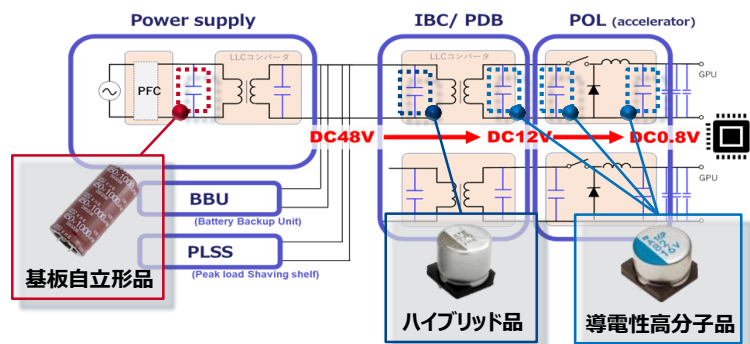 Power supply
IBC/ PDB
POL (accelerator)
LLCコンバータ
LLCコンバータ
PFC
GPU
DC48V
DC12V
DC0.8V
GPU
BBU
(Battery Backup Unit)
PLSS
(Peak load Shaving shelf)
基板自立形品
ハイブリッド品
導電性高分子品